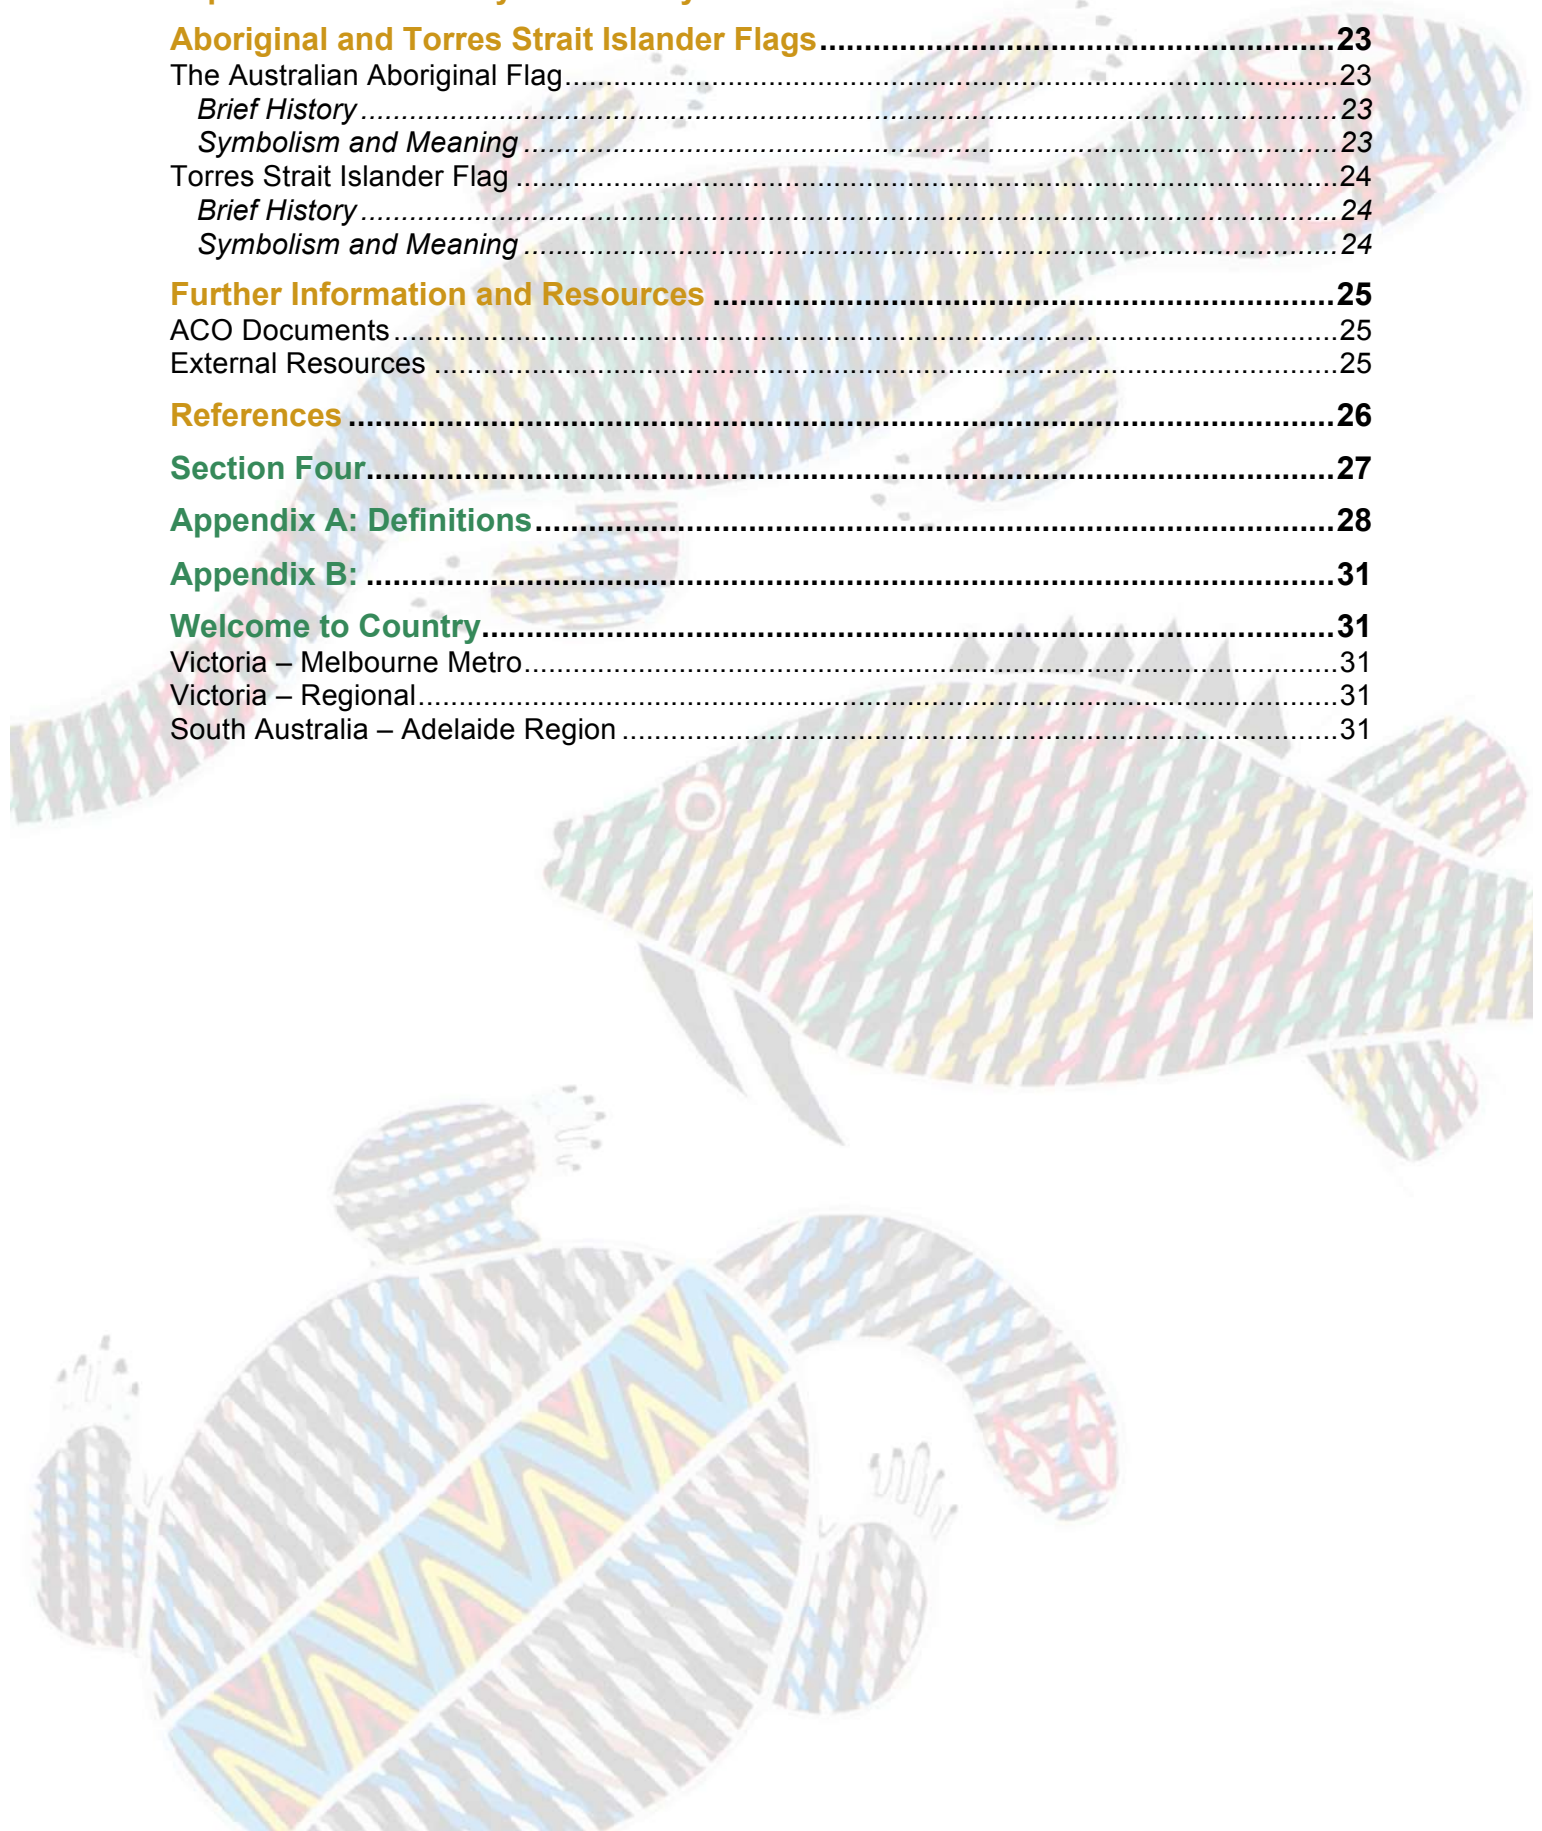 Aboriginal and Torres Strait Islander Flags..........................................................23
The Australian Aboriginal Flag.....................................................................................23
Brief History.........................................................................................................23
Symbolism and Meaning.....................................................................................23
Torres Strait Islander Flag............................................................................................24
Brief History.........................................................................................................24
Symbolism and Meaning.....................................................................................24
Further Information and Resources......................................................................25
ACO Documents..........................................................................................................25
External Resources......................................................................................................25
References...............................................................................................................26
Section Four.............................................................................................................27
Appendix A: Definitions...........................................................................................28
Appendix B:..............................................................................................................31
Welcome to Country................................................................................................31
Victoria – Melbourne Metro..........................................................................................31
Victoria – Regional.......................................................................................................31
South Australia – Adelaide Region...............................................................................31